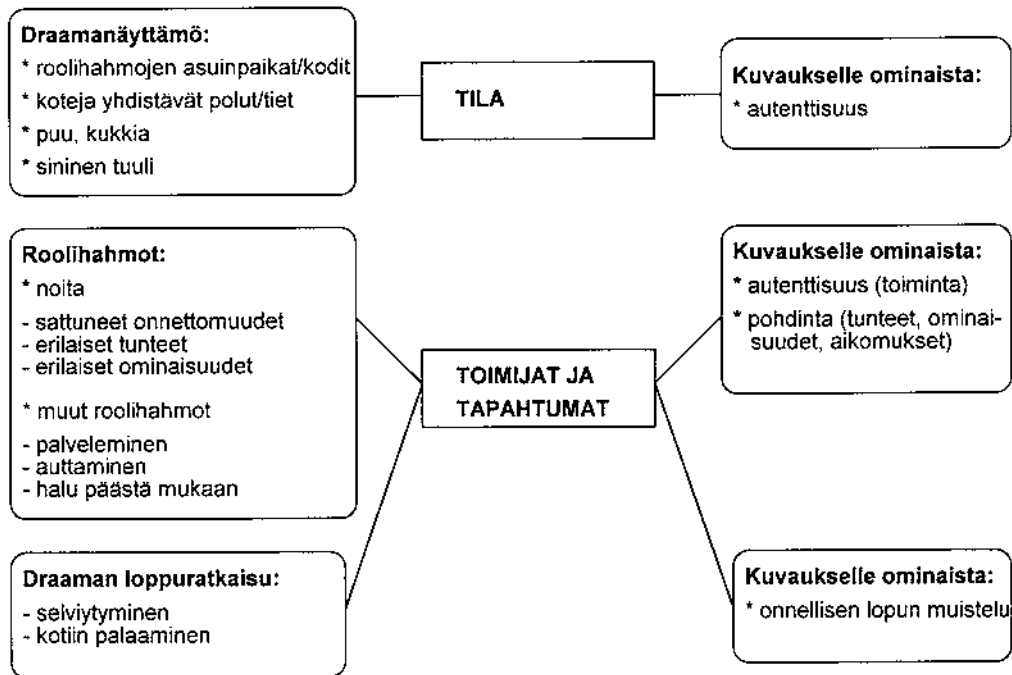 Draamanäyttämö:
* roolihahmojen asuinpaikat/kodit
* koteja yhdistävät polut/tiet
* puu, kukkia
* sininen tuuli
TILA
Kuvaukselle ominaista:
* autenttisuus
Roolihahmot:
* noita
- sattuneet onnettomuudet
- erilaiset tunteet
- erilaiset ominaisuudet
* muut roolihahmot
- palveleminen
- auttaminen
- halu päästä mukaan
TOIMIJAT JA
TAPAHTUMAT
Kuvaukselle ominaista:
* autenttisuus (toiminta)
* pohdinta (tunteet, ominai-
suudet, aikomukset)
Draaman loppuratkaisu:
- selviytyminen
- kotiin palaaminen
Kuvaukselle ominaista:
* onnellisen lopun muistelu